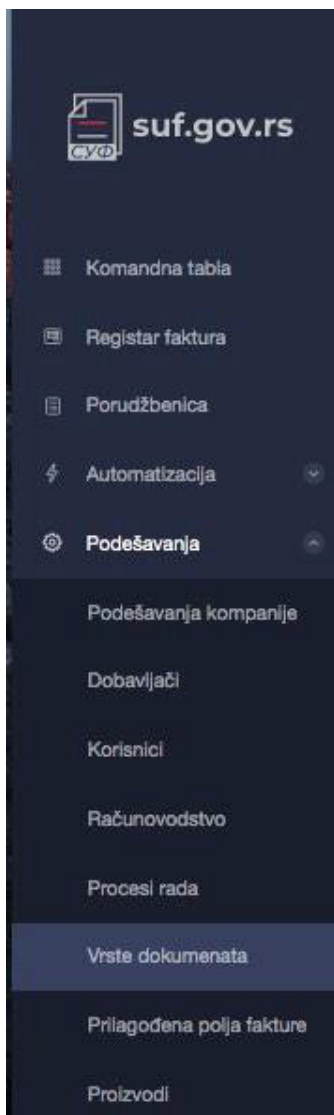 СУФ
suf.gov.rs
Komandna tabla
Registar faktura
Porudžbenica
Automatizacija
Podešavanja
Podešavanja kompanije
Dobavljači
Korisnici
Računovodstvo
Procesi rada
Vrste dokumenata
Prilagođena polja fakture
Proizvodi